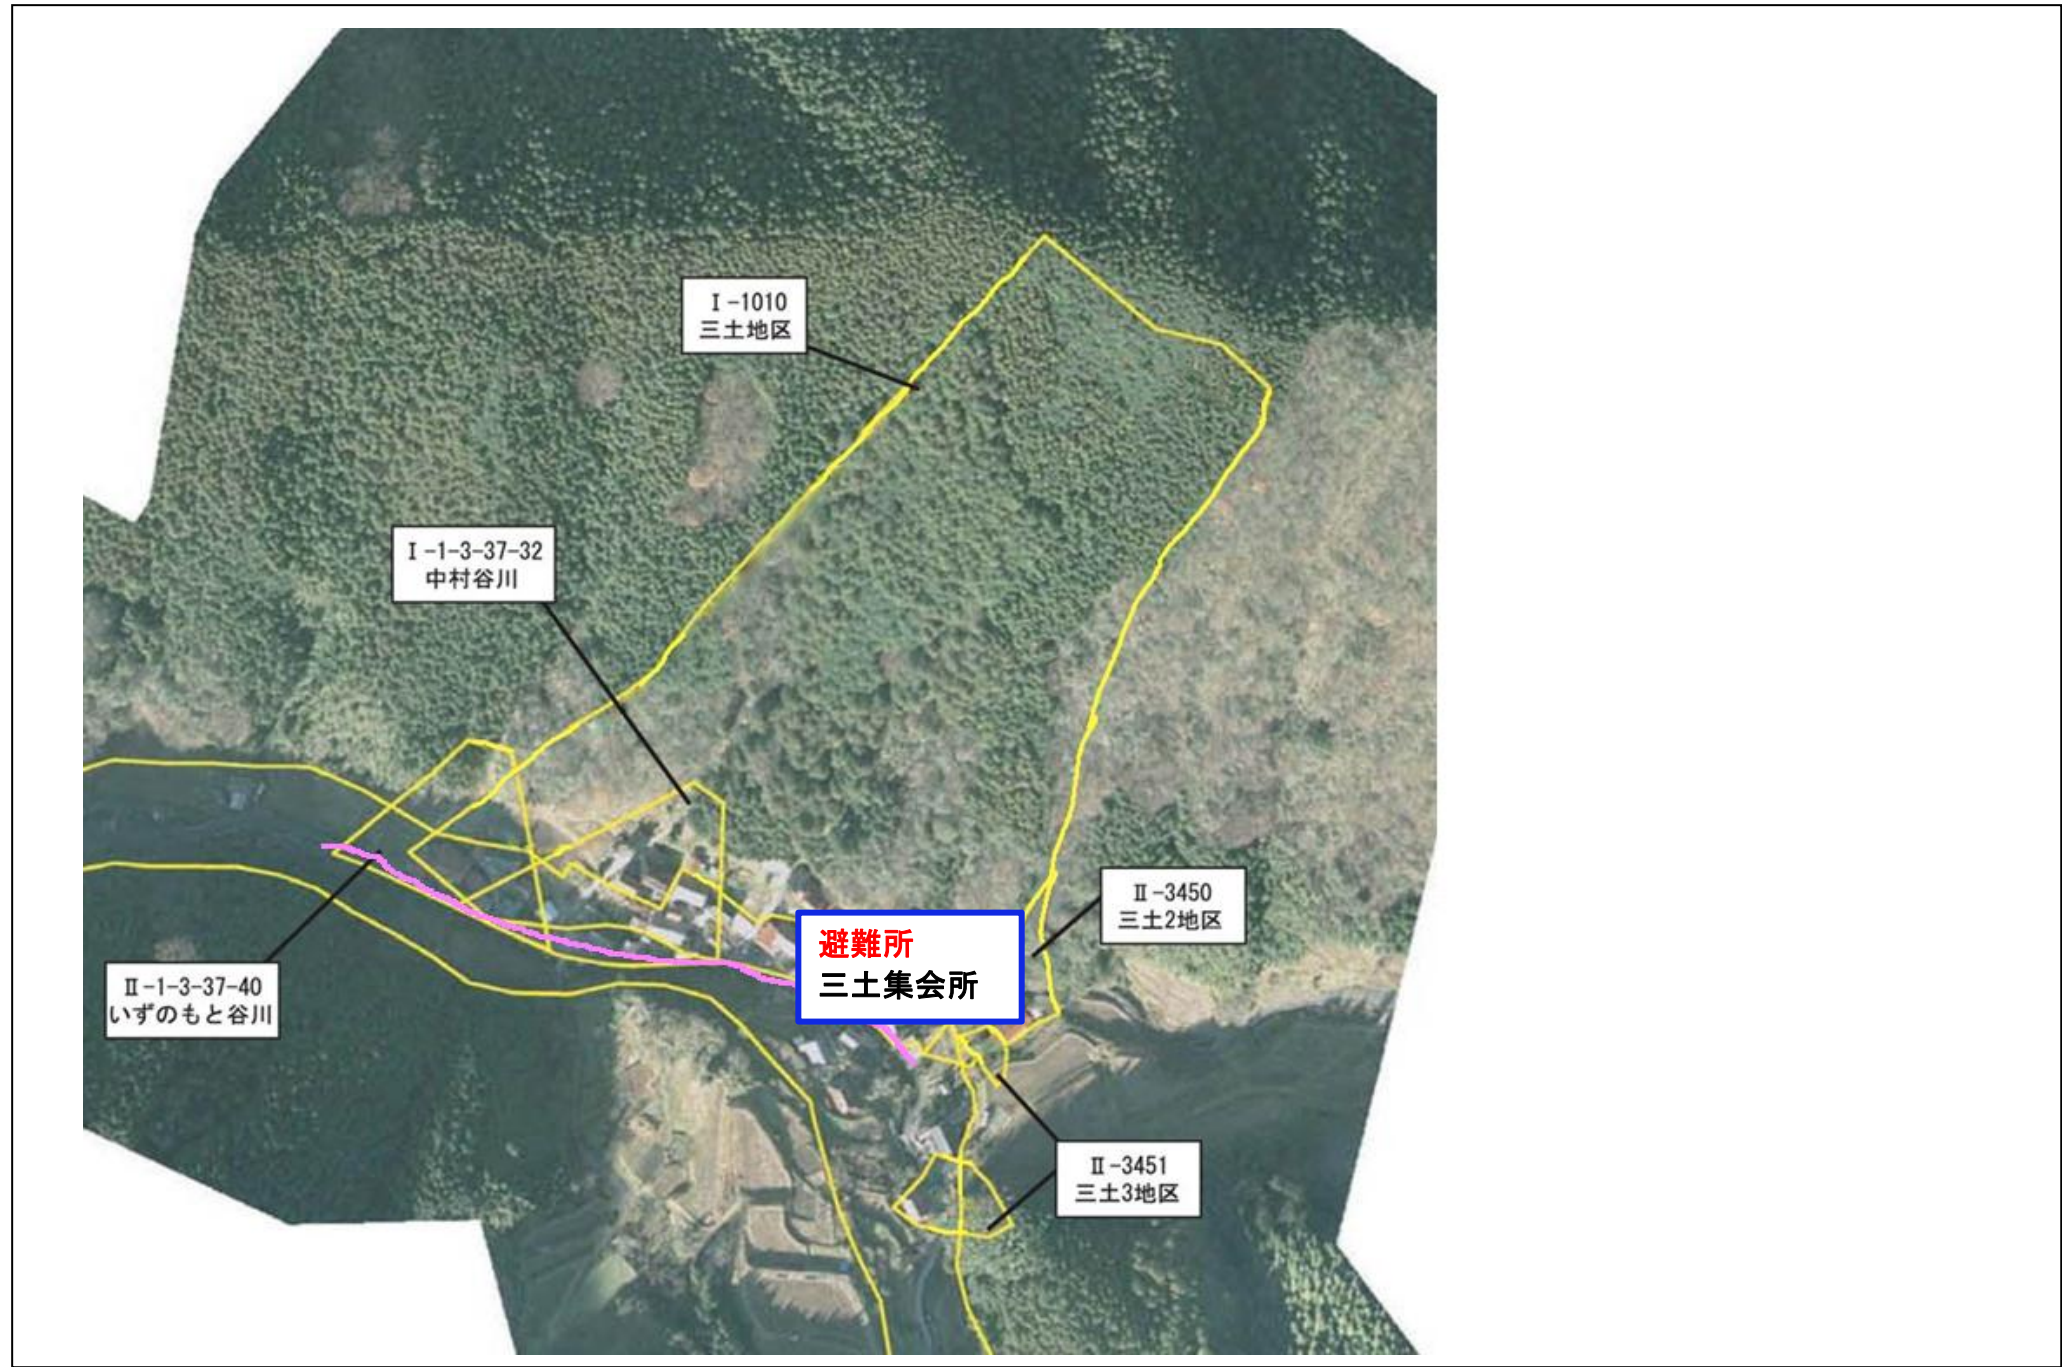 Ⅰ-1010
三土地区
Ⅰ-1-3-37-32
中村谷川
Ⅱ-3450
三土2地区
避難所
三土集会所
Ⅱ-1-3-37-40
いずのもと谷川
Ⅱ-3451
三土3地区